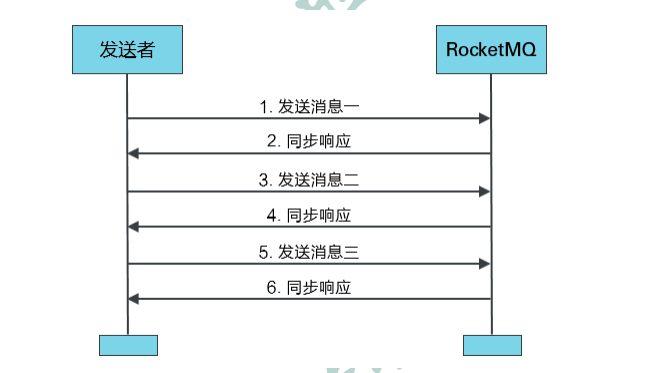 发送者
RocketMQ
1. 发送消息一
2. 同步响应
3. 发送消息二
4. 同步响应
5. 发送消息三
6. 同步响应